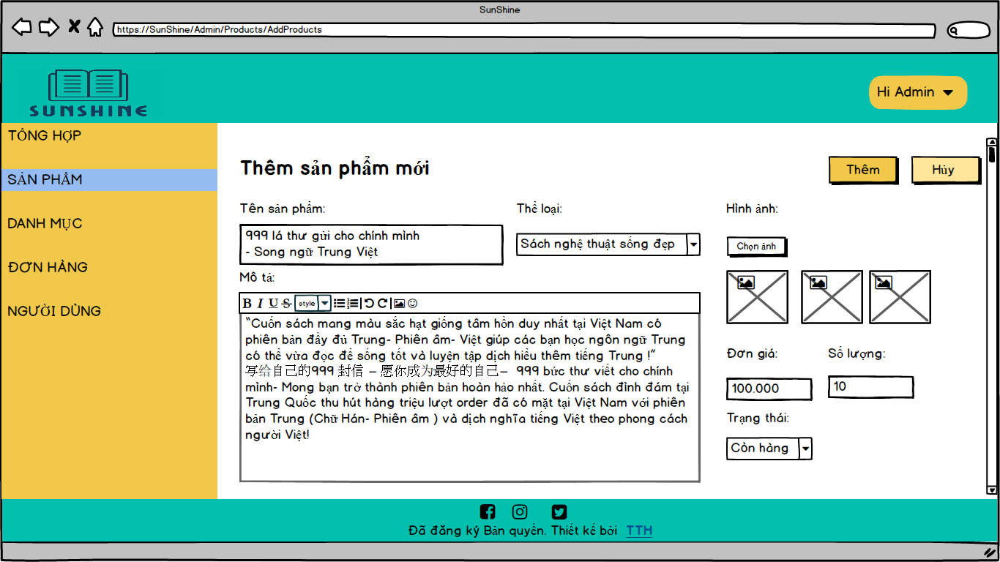 SunShine
https://SunShine/Admin/Products/AddProducts
SUNSHINE
Hi Admin
TỔNG HỢP
SẢN PHẨM
DANH MỤC
ĐƠN HÀNG
NGƯỜI DÙNG
Thêm sản phẩm mới
Thêm
Hủy
Tên sản phẩm:
999 lá thư gửi cho chính mình
- Song ngữ Trung Việt
Thể loại:
Sách nghệ thuật sống đẹp
Hình ảnh:
Chọn ảnh
Mô tả:
B I U S style
“Cuốn sách mang màu sắc hạt giống tâm hồn duy nhất tại Việt Nam có
phiên bản đầy đủ Trung- Phiên âm- Việt giúp các bạn học ngôn ngữ Trung
có thể vừa đọc để sống tốt và luyện tập dịch hiểu thêm tiếng Trung !”
写给自己的999 封信 – 愿你成为最好的自己– 999 bức thư viết cho chính
mình- Mong bạn trở thành phiên bản hoàn hảo nhất. Cuốn sách đình đám tại
Trung Quốc thu hút hàng triệu lượt order đã có mặt tại Việt Nam với phiên
bản Trung (Chữ Hán- Phiên âm ) và dịch nghĩa tiếng Việt theo phong cách
người Việt!
Đơn giá:
100.000
Số lượng:
10
Trạng thái:
Còn hàng
Đã đăng ký Bản quyền. Thiết kế bởi TTH